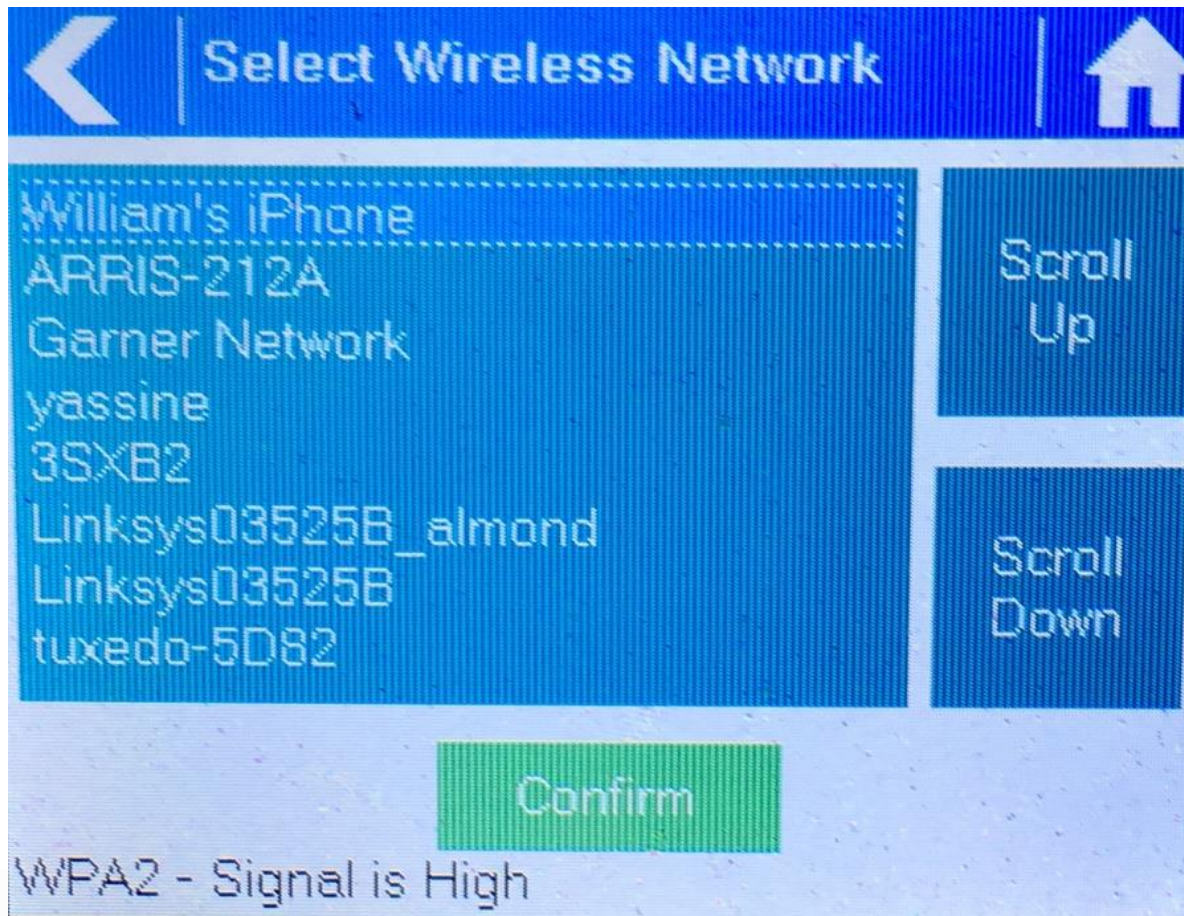 Select Wireless Network
William's iPhone
ARRIS-212A
Garner Network
yassine
3SXB2
Linksys03525B_almond
Linksys03525B
tuxedo-5D82
Scroll
Up
Scroll
Down
Confirm
WPA2 - Signal is High